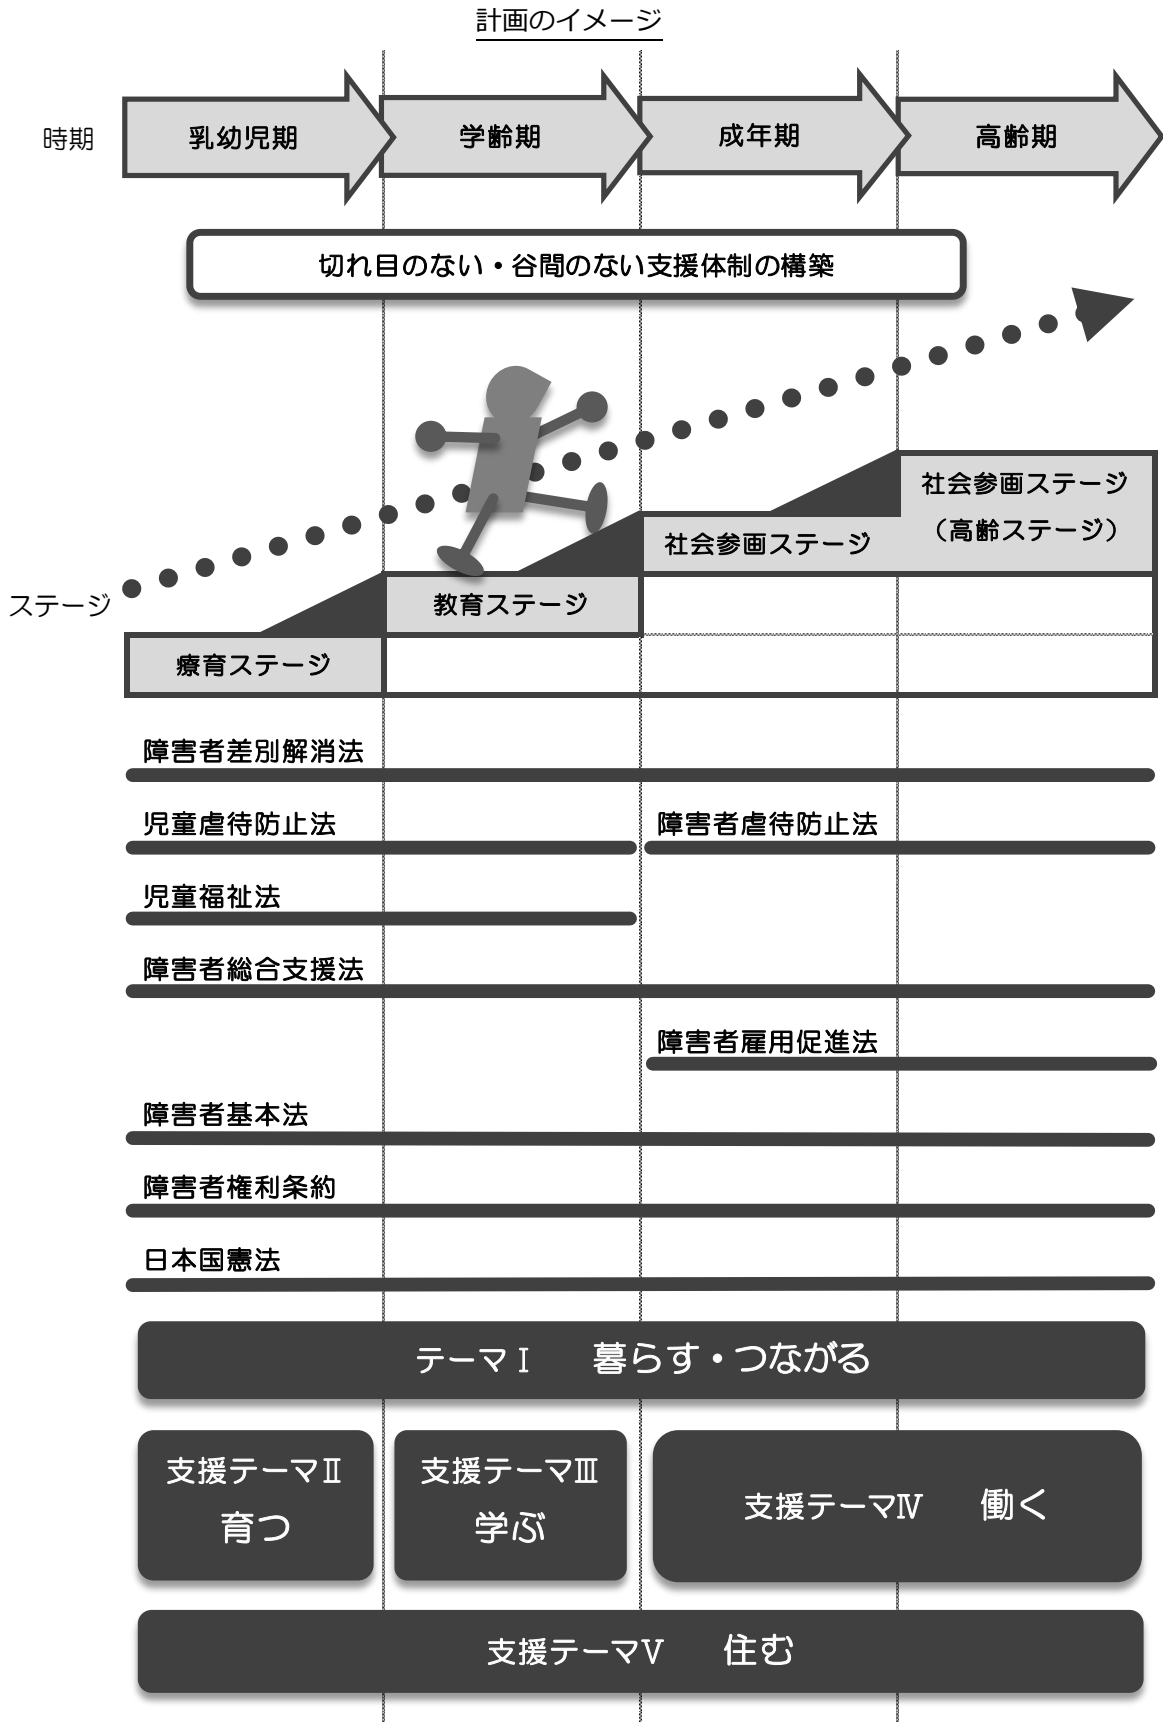 計画のイメージ
時期
乳幼児期
学齢期
成年期
高齢期
切れ目のない・谷間のない支援体制の構築
社会参画ステージ
（高齢ステージ）
社会参画ステージ
ステージ
教育ステージ
療育ステージ
障害者差別解消法
児童虐待防止法
障害者虐待防止法
児童福祉法
障害者総合支援法
障害者雇用促進法
障害者基本法
障害者権利条約
日本国憲法
テーマⅠ　暮らす・つながる
支援テーマⅡ
育つ
支援テーマⅢ
学ぶ
支援テーマⅣ　働く
支援テーマⅤ　住む